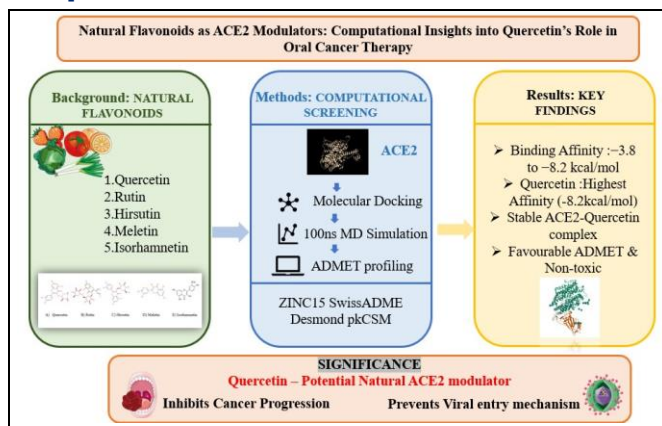 Natural Flavonoids as ACE2 Modulators: Computational Insights into Quercetin's Role in
Oral Cancer Therapy
Background: NATURAL
FLAVONOIDS
1.Quercetin
2.Rutin
3.Hirsutin
4.Meletin
5.Isorhamnetin
Methods: COMPUTATIONAL
SCREENING
ACE2
Molecular Docking
100ns MD Simulation
ADMET profiling
ZINC15 SwissADME
Desmond pkCSM
Results: KEY
FINDINGS
➢ Binding Affinity :−3.8
to −8.2 kcal/mol
➢ Quercetin :Highest
Affinity (-8.2kcal/mol)
➢ Stable ACE2-Quercetin
complex
➢ Favourable ADMET &
Non-toxic
SIGNIFICANCE
Quercetin – Potential Natural ACE2 modulator
Inhibits Cancer Progression
Prevents Viral entry mechanism